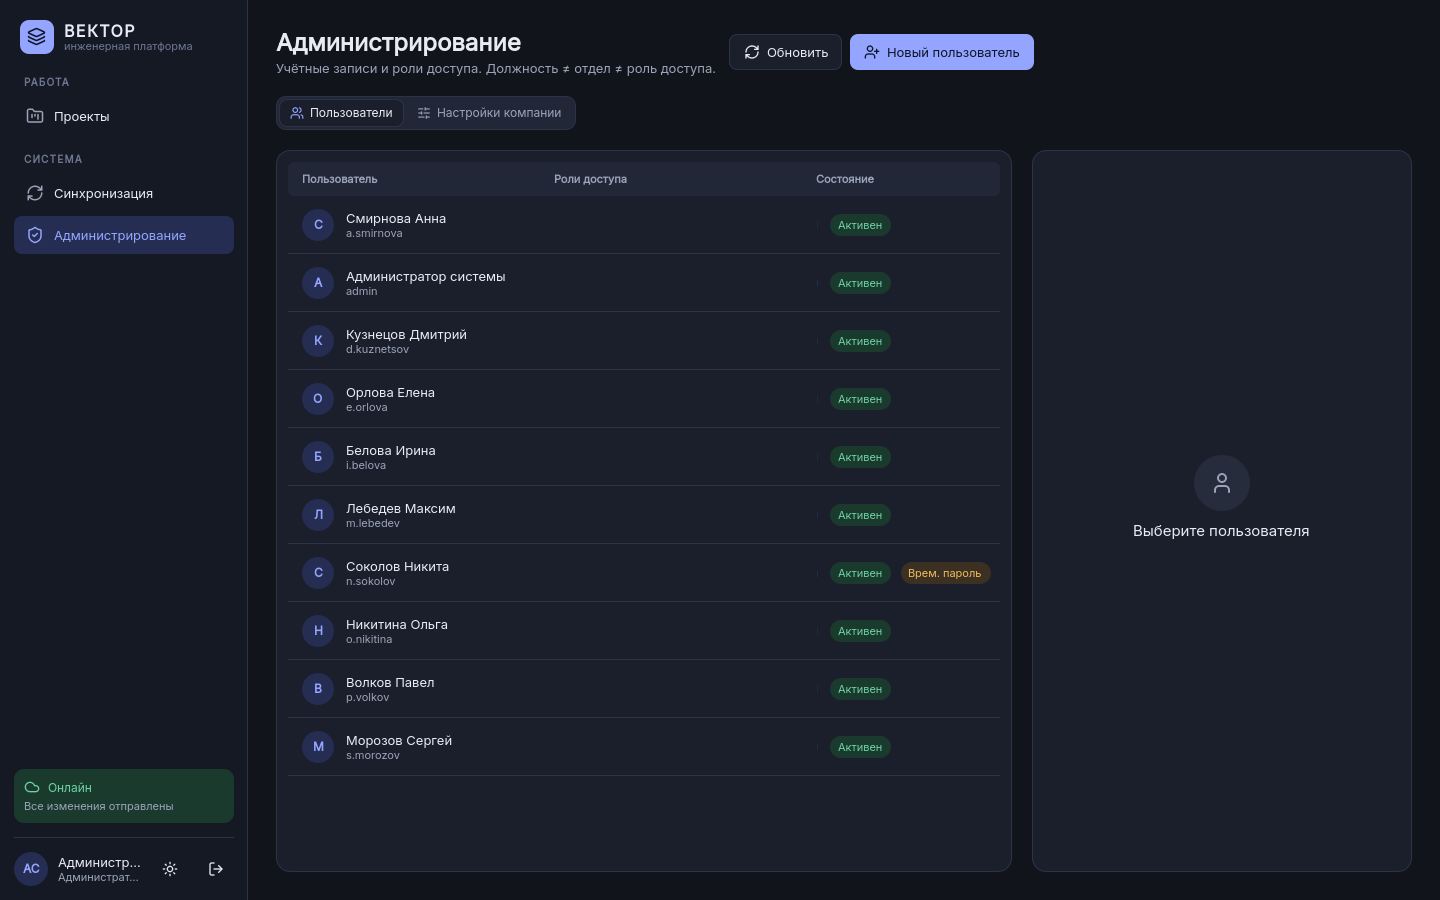 ВЕКТОР
инженерная платформа
РАБОТА
Проекты
СИСТЕМА
Синхронизация
Администрирование
Онлайн
Все изменения отправлены
АС
Администр...
Администрат...
Администрирование
Учётные записи и роли доступа. Должность ≠ отдел ≠ роль доступа.
Обновить
Новый пользователь
Пользователи
Настройки компании
Пользователь Роли доступа Состояние
С Смирнова Анна Активен
a.smirnova
А Администратор системы Активен
admin
К Кузнецов Дмитрий Активен
d.kuznetsov
О Орлова Елена Активен
e.orlova
Б Белова Ирина Активен
i.belova
Л Лебедев Максим Активен
m.lebedev
С Соколов Никита Активен Врем. пароль
n.sokolov
Н Никитина Ольга Активен
o.nikitina
В Волков Павел Активен
p.volkov
М Морозов Сергей Активен
s.morozov
Выберите пользователя